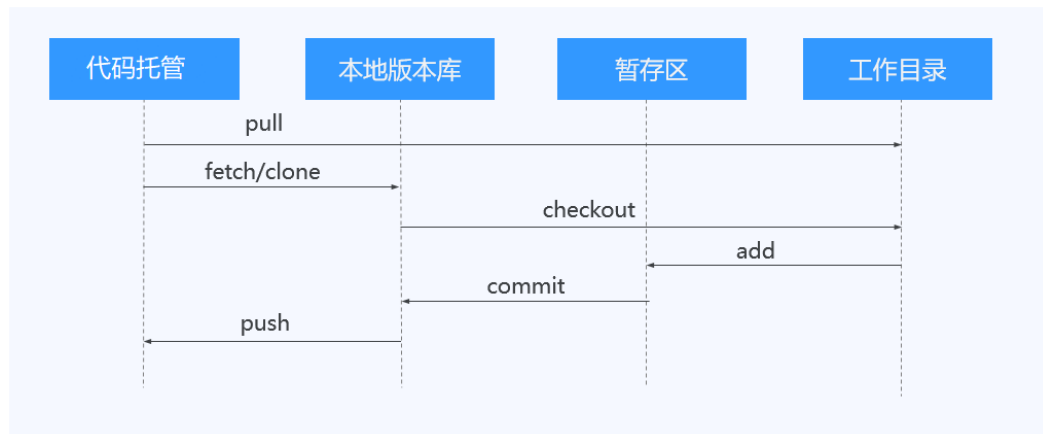 代码托管
本地版本库
暂存区
工作目录
pull
fetch/clone
checkout
add
commit
push